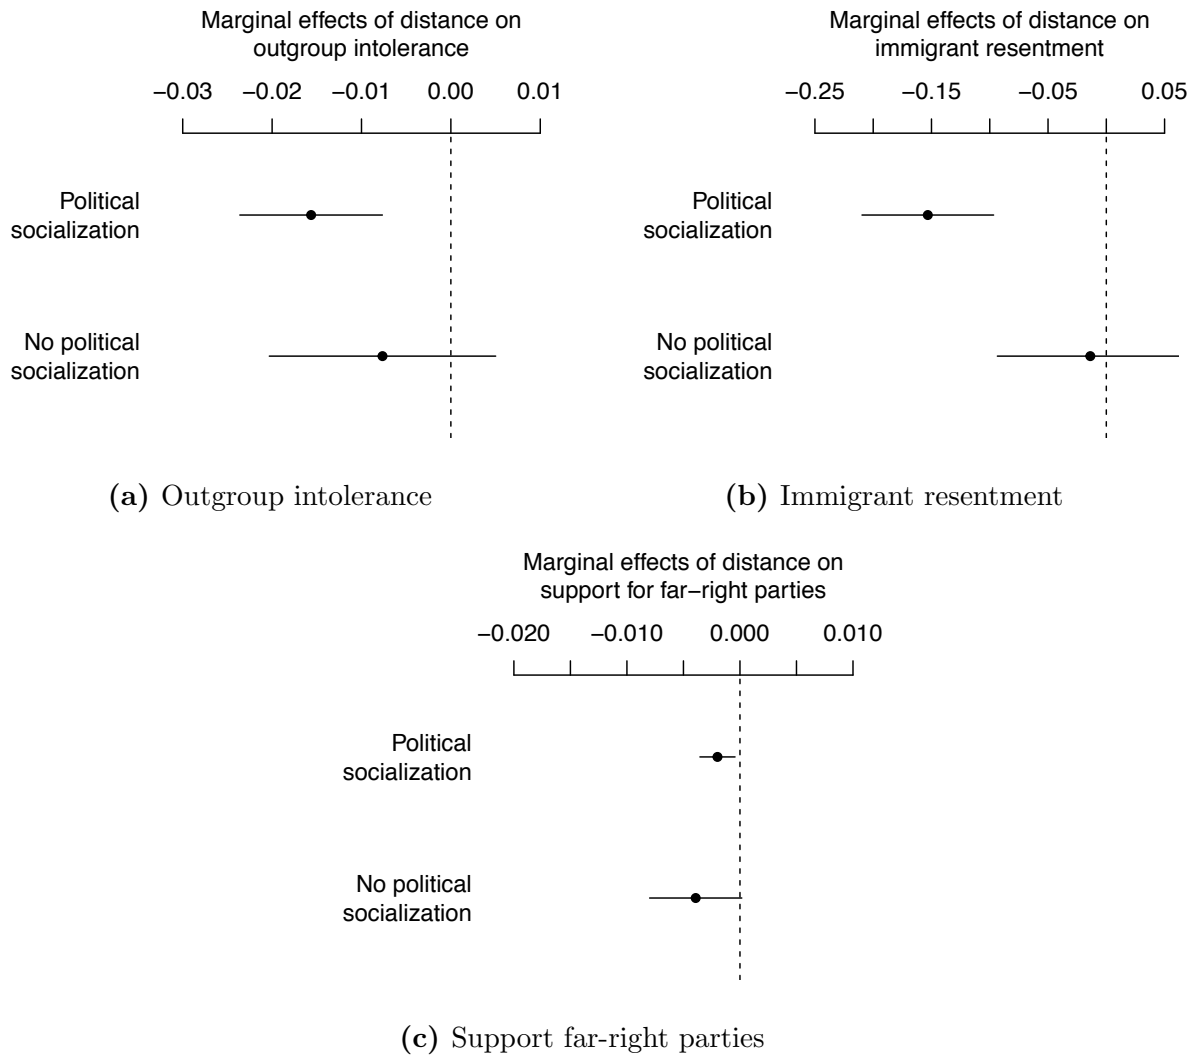 Marginal effects of distance on
outgroup intolerance
−0.03 −0.02 −0.01 0.00 0.01
Political
socialization
No political
socialization
(a) Outgroup intolerance
Marginal effects of distance on
immigrant resentment
−0.25 −0.15 −0.05 0.05
Political
socialization
No political
socialization
(b) Immigrant resentment
Marginal effects of distance on
support for far−right parties
−0.020 −0.010 0.000 0.010
Political
socialization
No political
socialization
(c) Support far-right parties